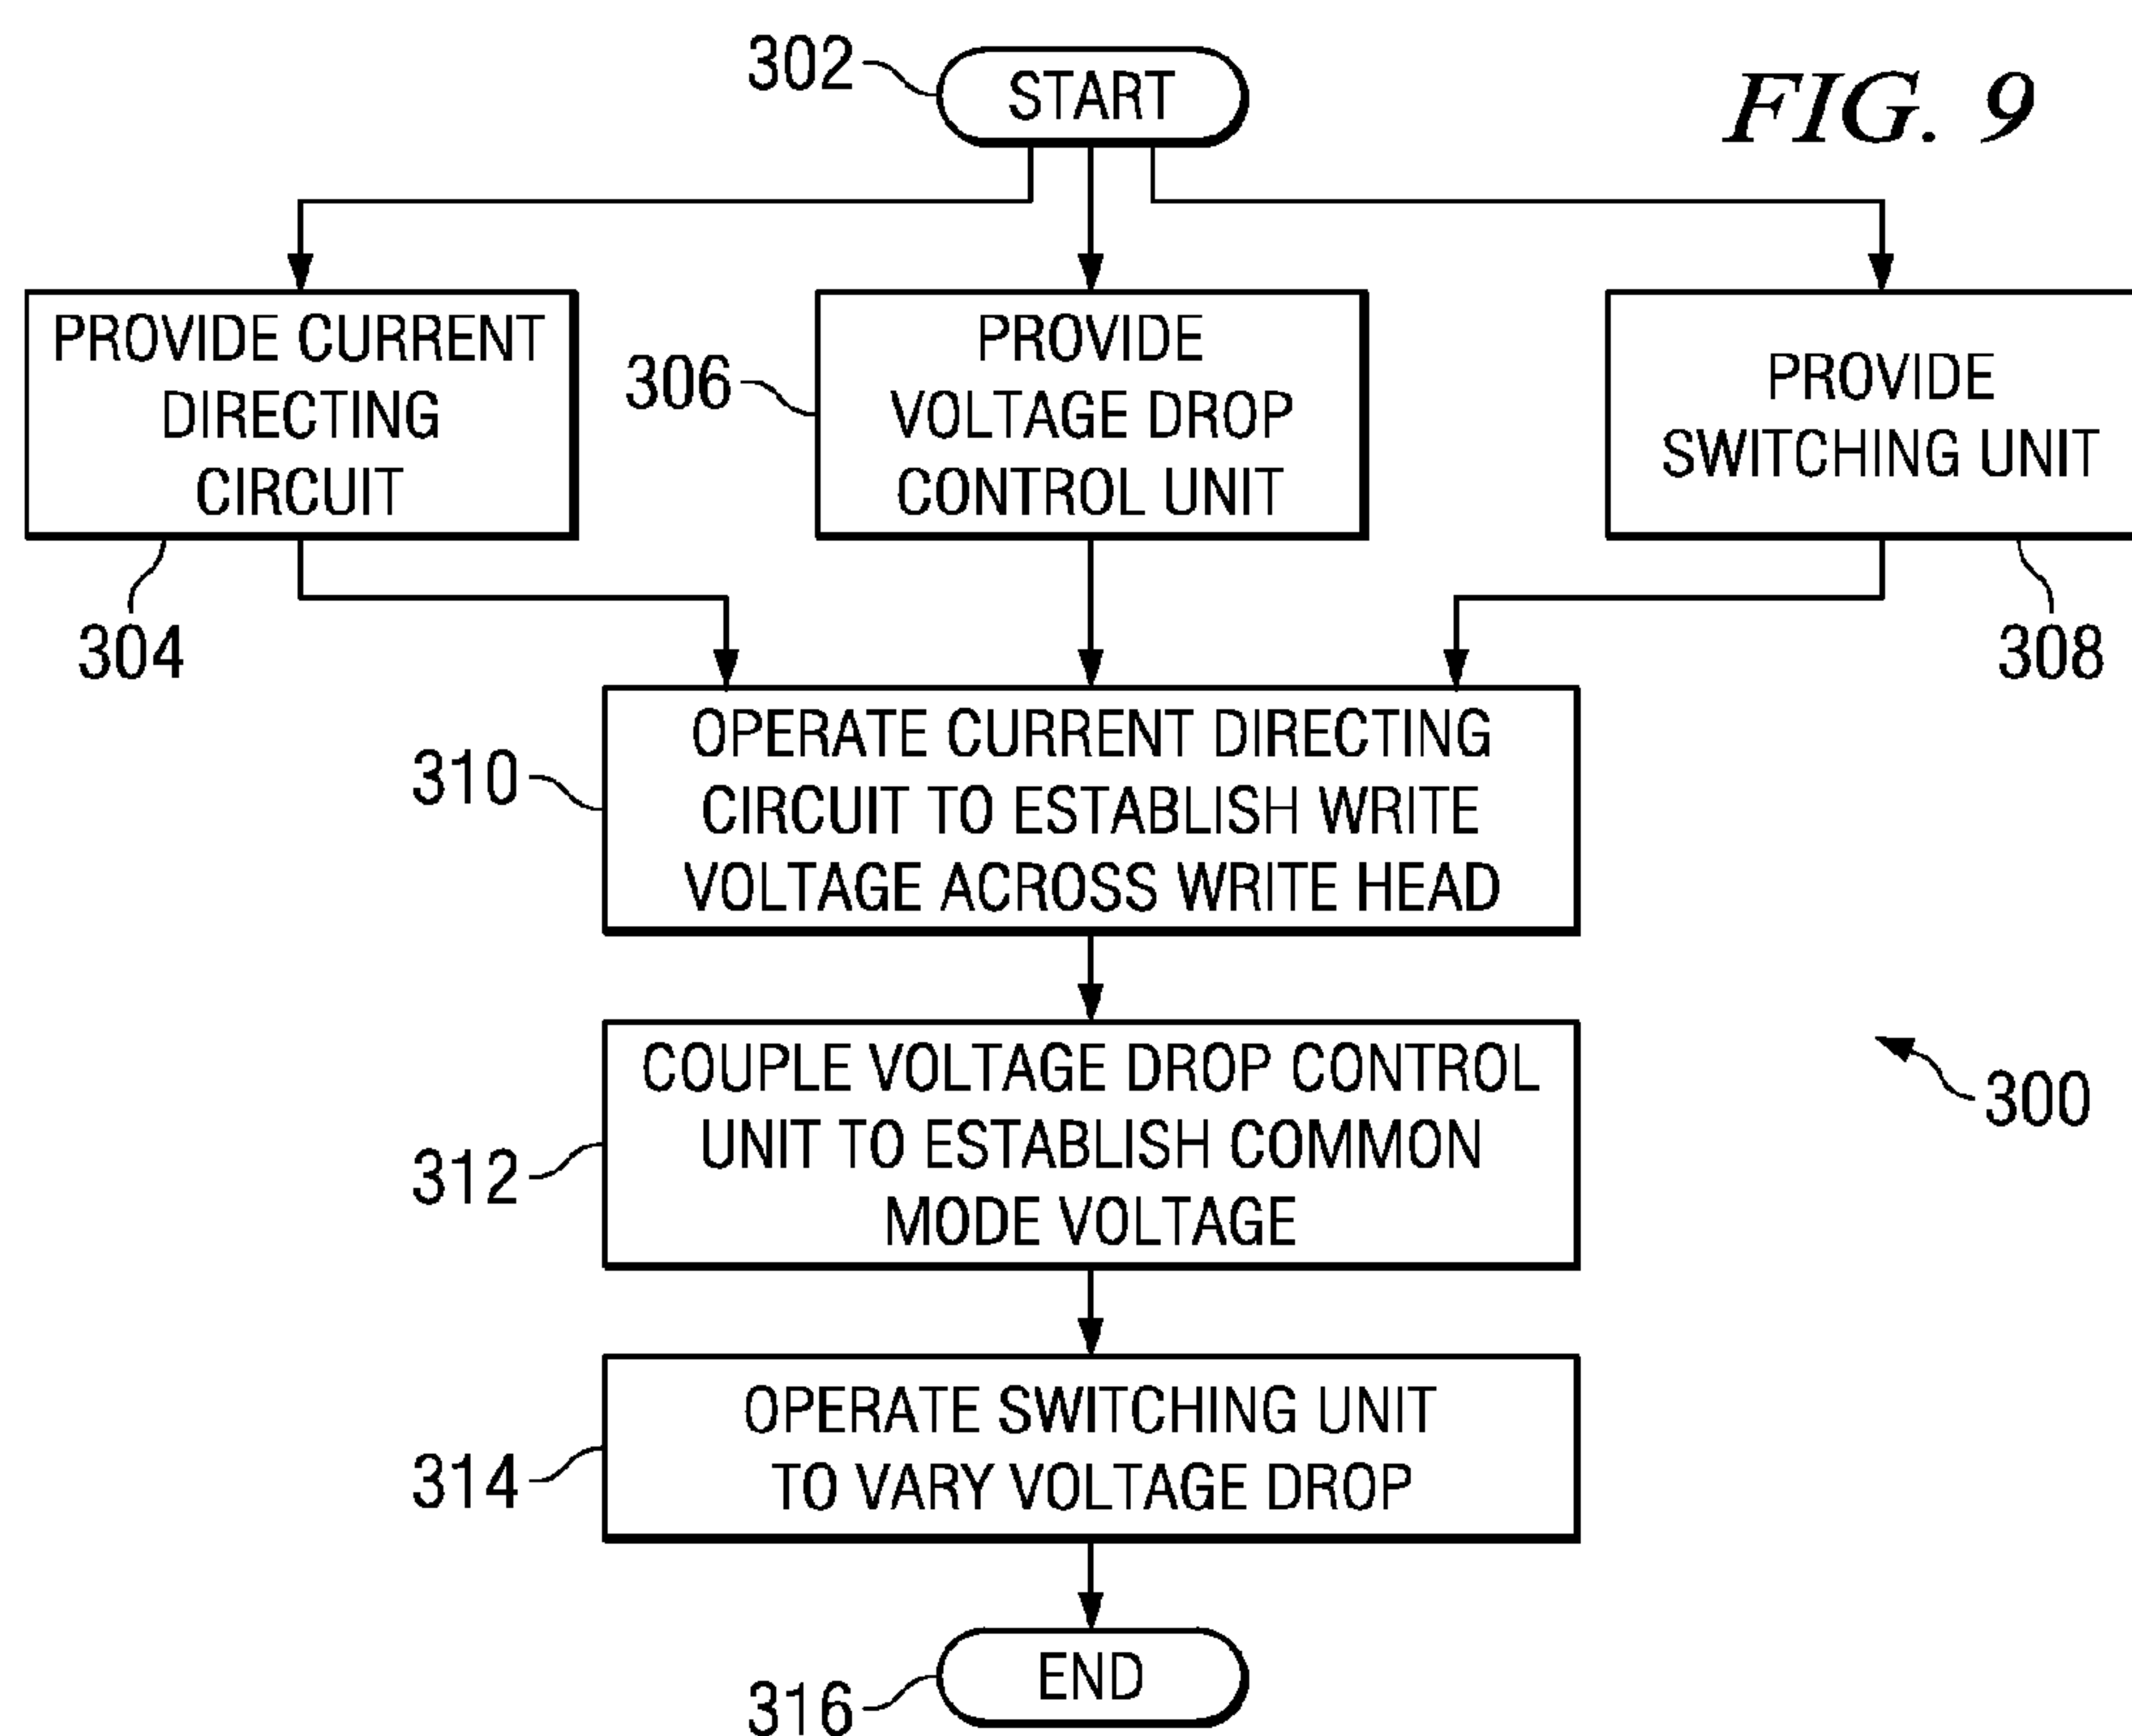 302
START
FIG. 9
PROVIDE CURRENT
DIRECTING
CIRCUIT
304
306
PROVIDE
VOLTAGE DROP
CONTROL UNIT
PROVIDE
SWITCHING UNIT
308
310
OPERATE CURRENT DIRECTING
CIRCUIT TO ESTABLISH WRITE
VOLTAGE ACROSS WRITE HEAD
312
COUPLE VOLTAGE DROP CONTROL
UNIT TO ESTABLISH COMMON
MODE VOLTAGE
300
314
OPERATE SWITCHING UNIT
TO VARY VOLTAGE DROP
316
END